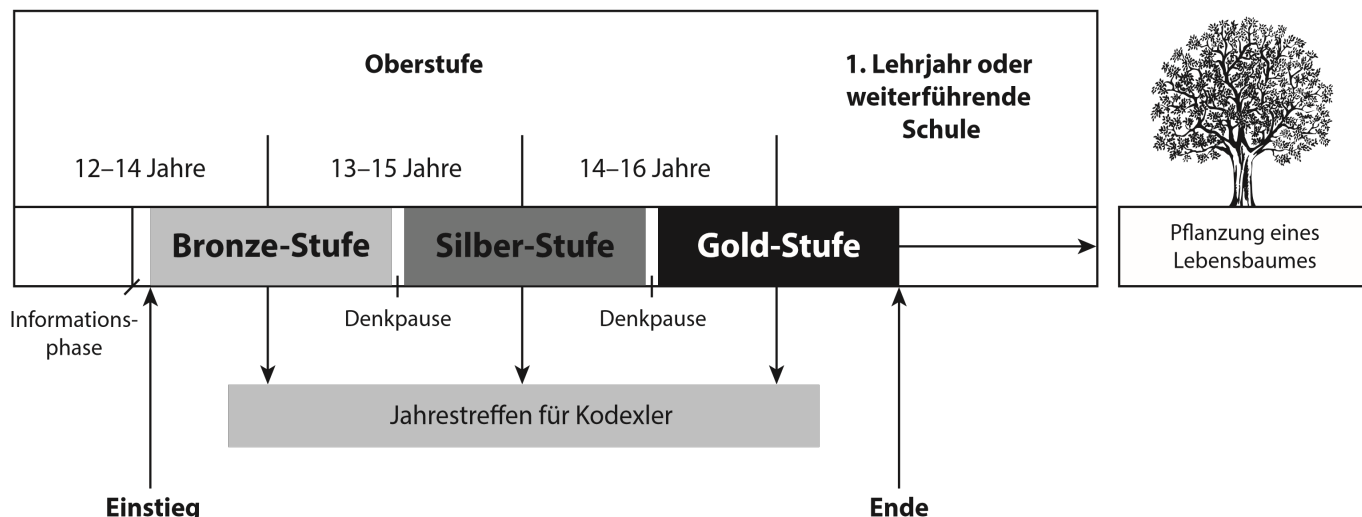 Oberstufe
1. Lehrjahr oder
weiterführende
Schule
12–14 Jahre
13–15 Jahre
14–16 Jahre
Bronze-Stufe
Silber-Stufe
Gold-Stufe
Pflanzung eines
Lebensbaumes
Informations-
phase
Denkpause
Denkpause
Jahrestreffen für Kodexler
Einstieg
Ende